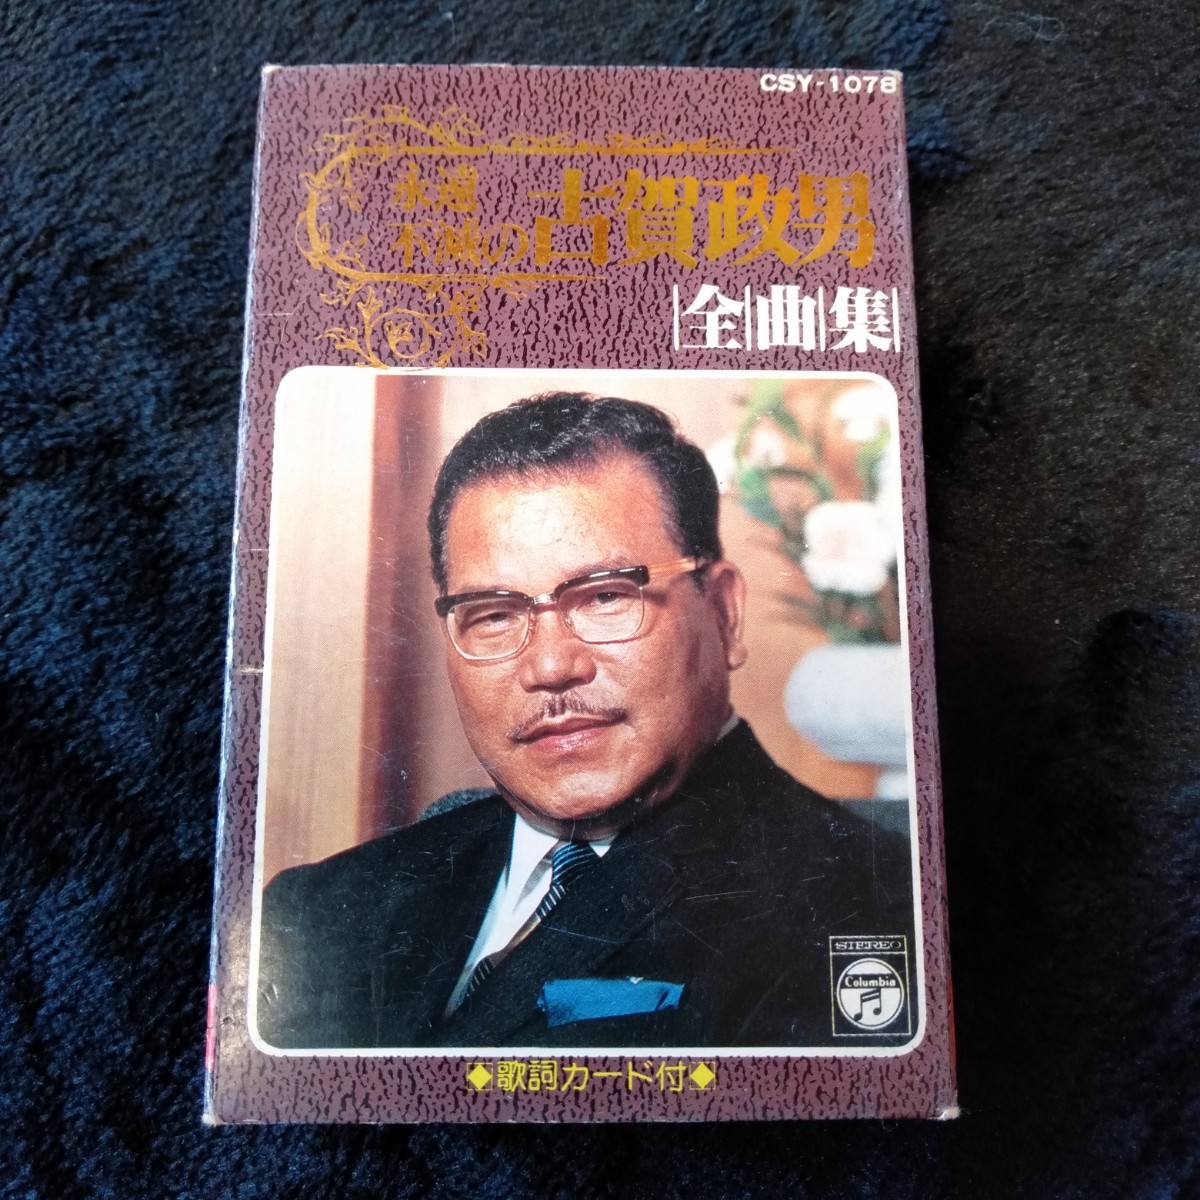 CSY-1078
永遠
不滅の古賀政男
全曲集
STEREO
Columbia
◆歌詞カード付◆